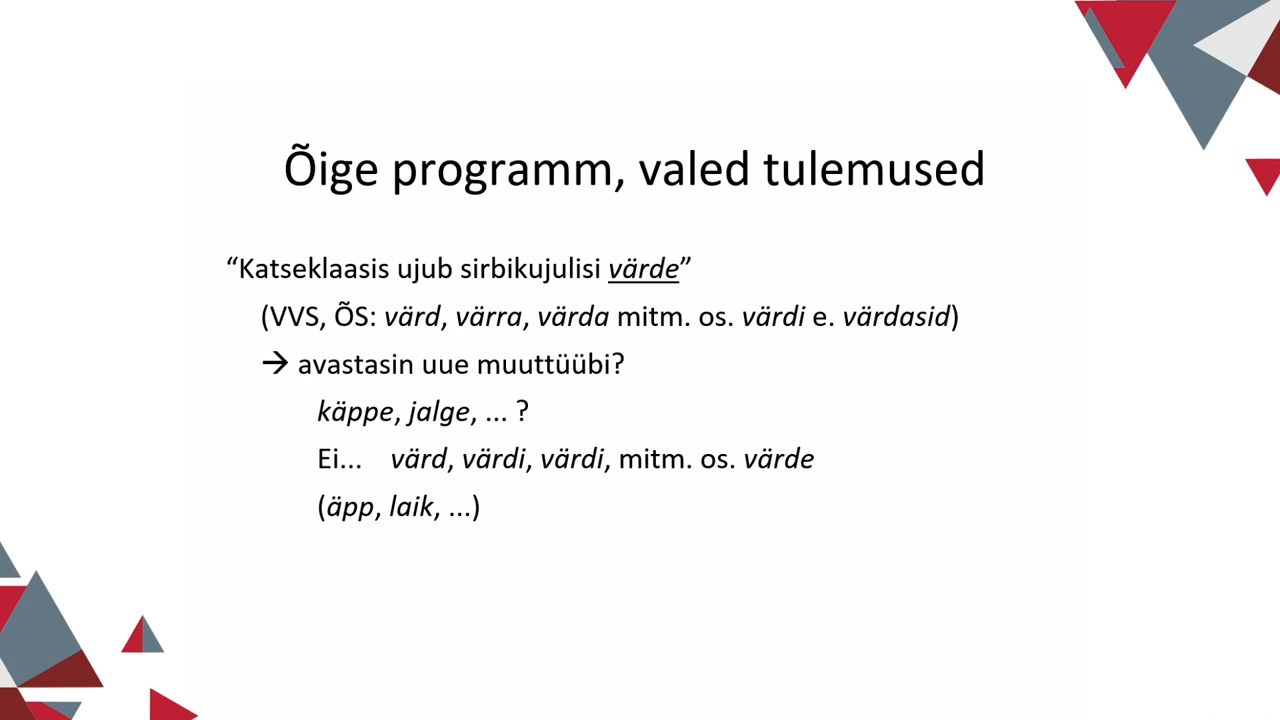 Õige programm, valed tulemused
“Katseklaasis ujub sirbikujulisi värde”
(VVS, ÕS: värd, värra, värda mitm. os. värdi e. värdasid)
→ avastasin uue muuttüübi?
käppe, jalge, ... ?
Ei... värd, värdi, värdi, mitm. os. värde
(äpp, laik, ...)